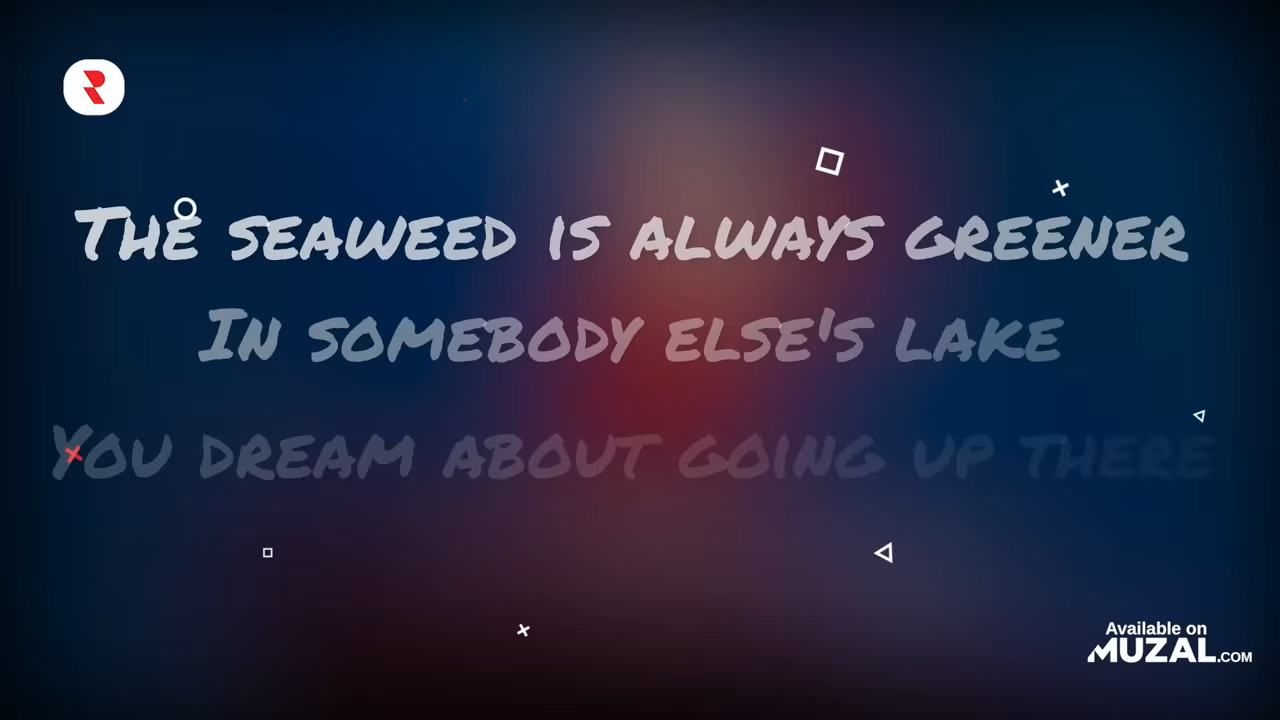 The seaweed is always greener
In somebody else's lake
You dream about going up there
Available on
MUZAL.COM